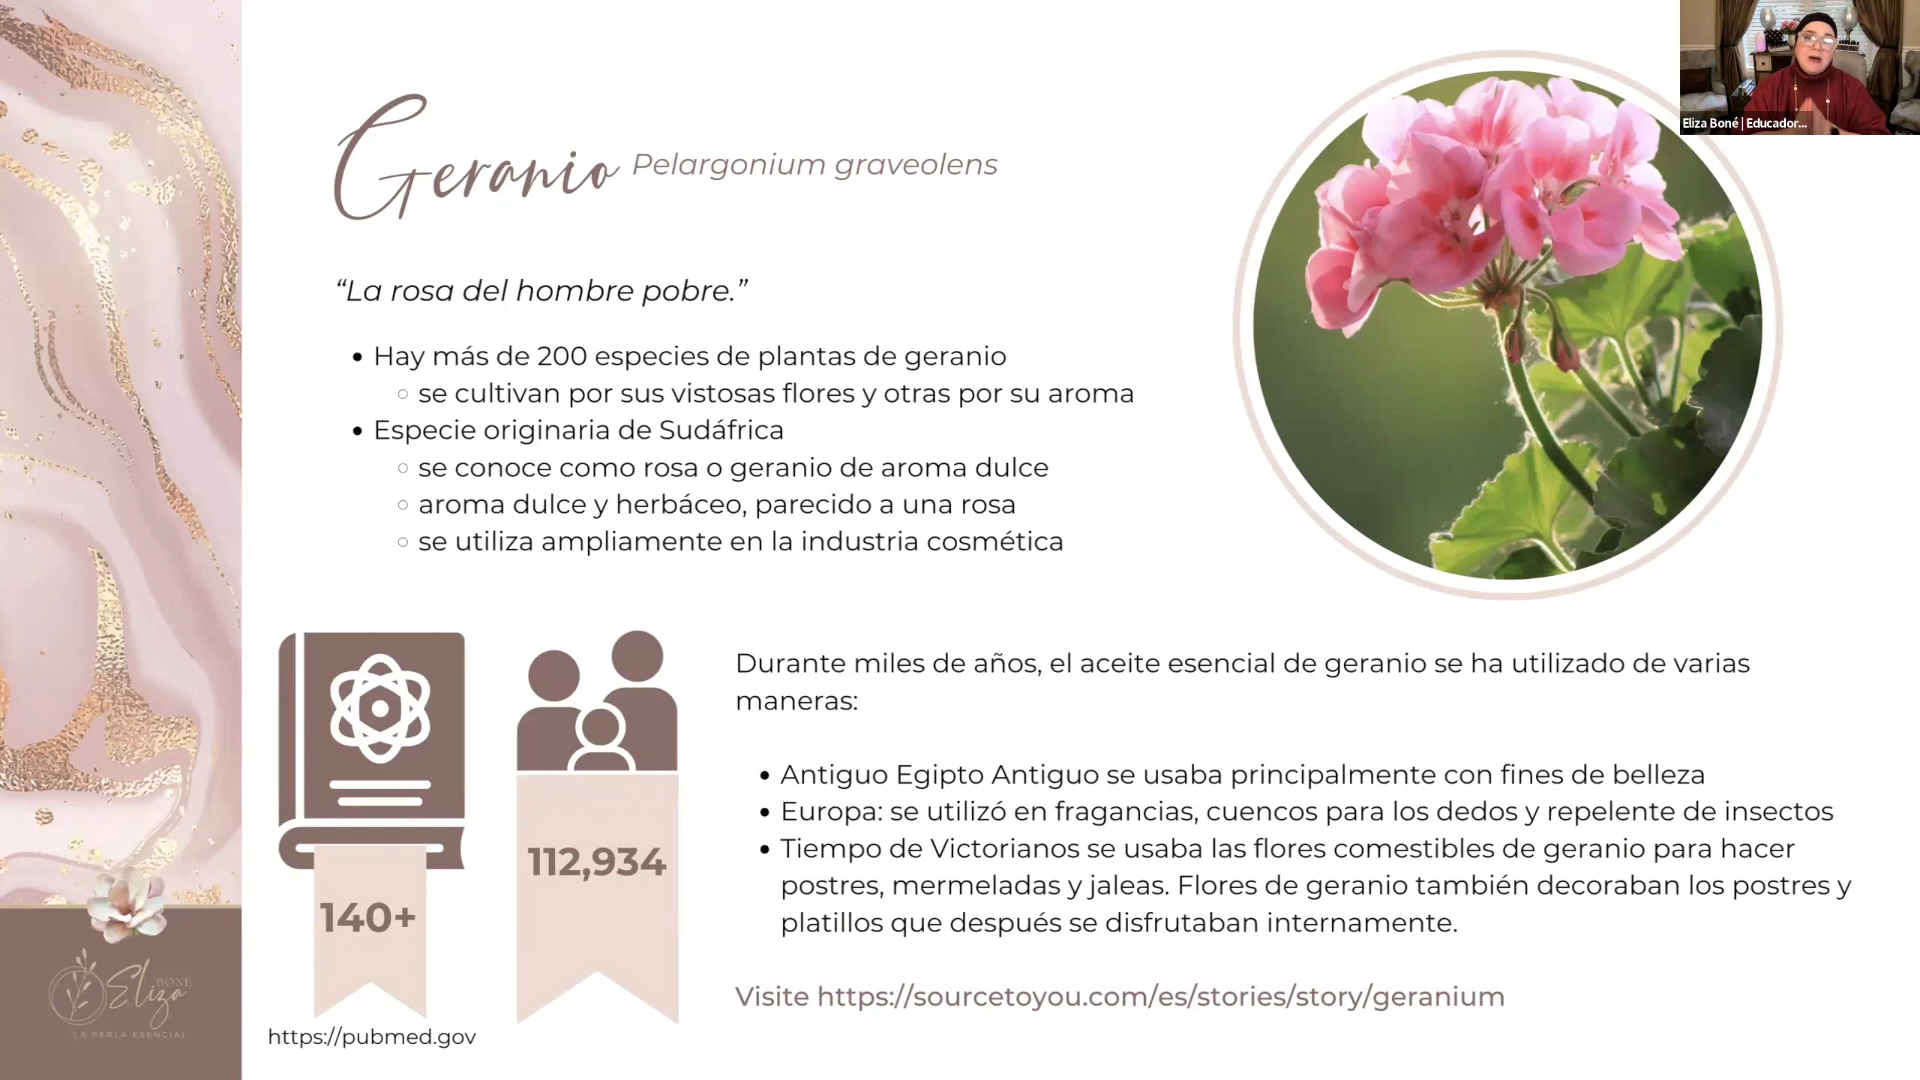 Geranio Pelargonium graveolens
Eliza Boné | Educador...
“La rosa del hombre pobre.”
• Hay más de 200 especies de plantas de geranio
○ se cultivan por sus vistosas flores y otras por su aroma
• Especie originaria de Sudáfrica
○ se conoce como rosa o geranio de aroma dulce
○ aroma dulce y herbáceo, parecido a una rosa
○ se utiliza ampliamente en la industria cosmética
140+
https://pubmed.gov
112,934
Durante miles de años, el aceite esencial de geranio se ha utilizado de varias
maneras:
• Antiguo Egipto Antiguo se usaba principalmente con fines de belleza
• Europa: se utilizó en fragancias, cuencos para los dedos y repelente de insectos
• Tiempo de Victorianos se usaba las flores comestibles de geranio para hacer
postres, mermeladas y jaleas. Flores de geranio también decoraban los postres y
platillos que después se disfrutaban internamente.
Visite https://sourcetoyou.com/es/stories/story/geranium
Eliza BONÉ
LA PERLA ESENCIAL